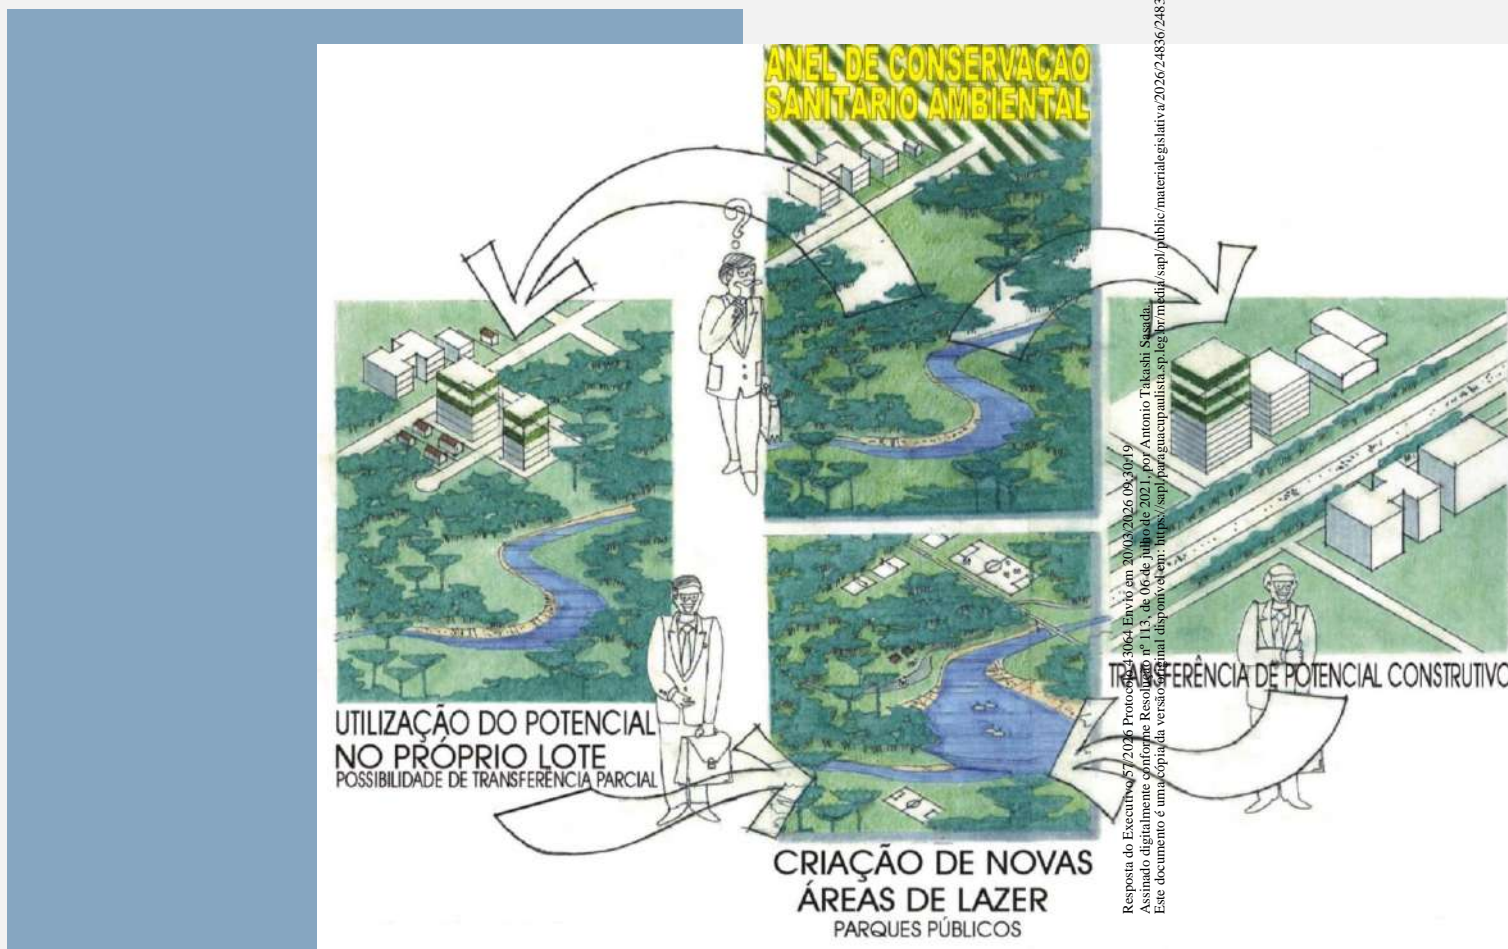 ANEL DE CONSERVAÇAO
SANITÁRIO AMBIENTAL
?
UTILIZAÇÃO DO POTENCIAL
NO PRÓPRIO LOTE
POSSIBILIDADE DE TRANSFERÊNCIA PARCIAL
TRANSFERÊNCIA DE POTENCIAL CONSTRUTIVO
CRIAÇÃO DE NOVAS
ÁREAS DE LAZER
PARQUES PÚBLICOS
Resposta do Executivo 57/2026 Protocolo 43064 Envio em 20/03/2026 09:30:19
Assinado digitalmente conforme Resolução nº 113, de 06 de julho de 2021, por Antonio Takashi Sasada.
Este documento é uma cópia da versão original disponível em: https://sapl.paraguacupaulista.sp.leg.br/media/sapl/public/materialegislativa/2026/24836/2483